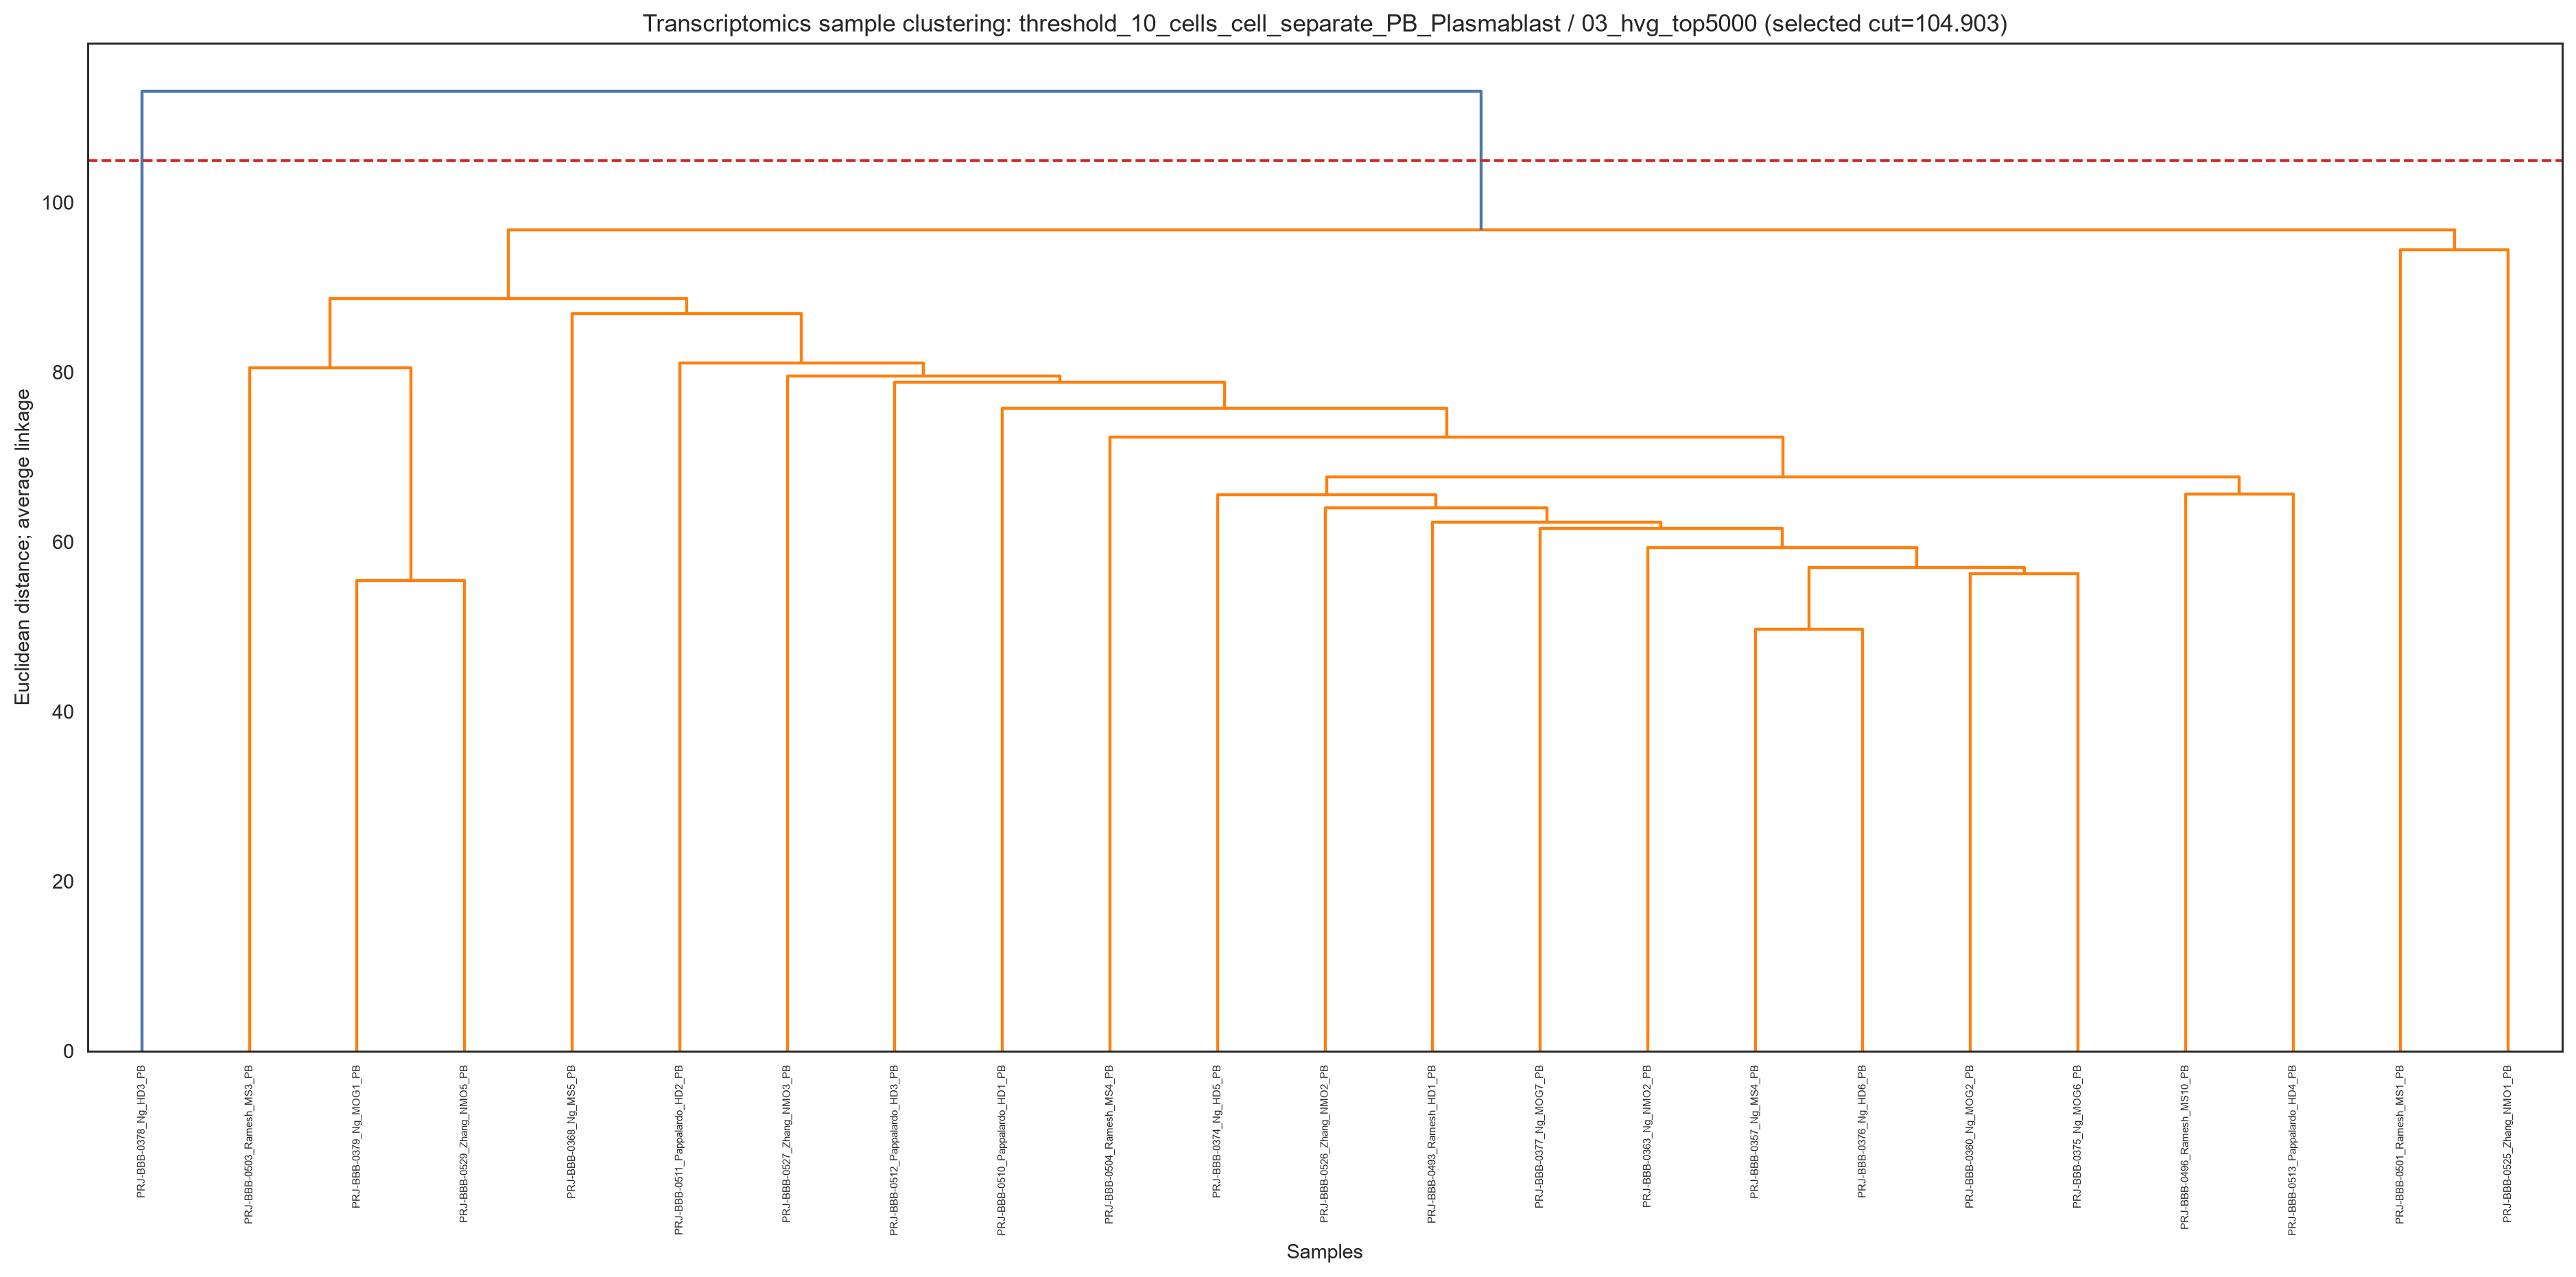 Transcriptomics sample clustering: threshold_10_cells_cell_separate_PB_Plasmablast / 03_hvg_top5000 (selected cut=104.903)
Euclidean distance; average linkage
100
80
60
40
20
0
PRJ-BBB-0378_Ng_HD3_PB
PRJ-BBB-0503_Ramesh_MS3_PB
PRJ-BBB-0379_Ng_MOG1_PB
PRJ-BBB-0529_Zhang_NMO5_PB
PRJ-BBB-0368_Ng_MS5_PB
PRJ-BBB-0511_Pappalardo_HD2_PB
PRJ-BBB-0527_Zhang_NMO3_PB
PRJ-BBB-0512_Pappalardo_HD3_PB
PRJ-BBB-0510_Pappalardo_HD1_PB
PRJ-BBB-0504_Ramesh_MS4_PB
PRJ-BBB-0374_Ng_HD5_PB
PRJ-BBB-0526_Zhang_NMO2_PB
PRJ-BBB-0493_Ramesh_HD1_PB
PRJ-BBB-0377_Ng_MOG7_PB
PRJ-BBB-0363_Ng_NMO2_PB
PRJ-BBB-0357_Ng_MS4_PB
PRJ-BBB-0376_Ng_HD6_PB
PRJ-BBB-0360_Ng_MOG2_PB
PRJ-BBB-0375_Ng_MOG6_PB
PRJ-BBB-0496_Ramesh_MS10_PB
PRJ-BBB-0513_Pappalardo_HD4_PB
PRJ-BBB-0501_Ramesh_MS1_PB
PRJ-BBB-0525_Zhang_NMO1_PB
Samples